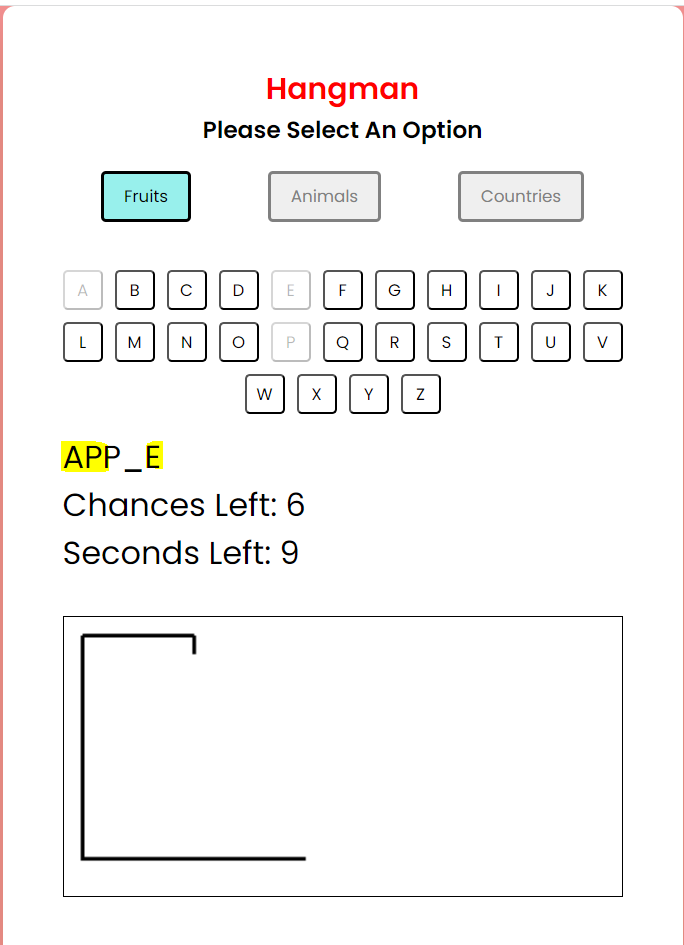 Hangman
Please Select An Option
Fruits Animals Countries
A B C D E F G H I J K
L M N O P Q R S T U V
W X Y Z
APP_E
Chances Left: 6
Seconds Left: 9